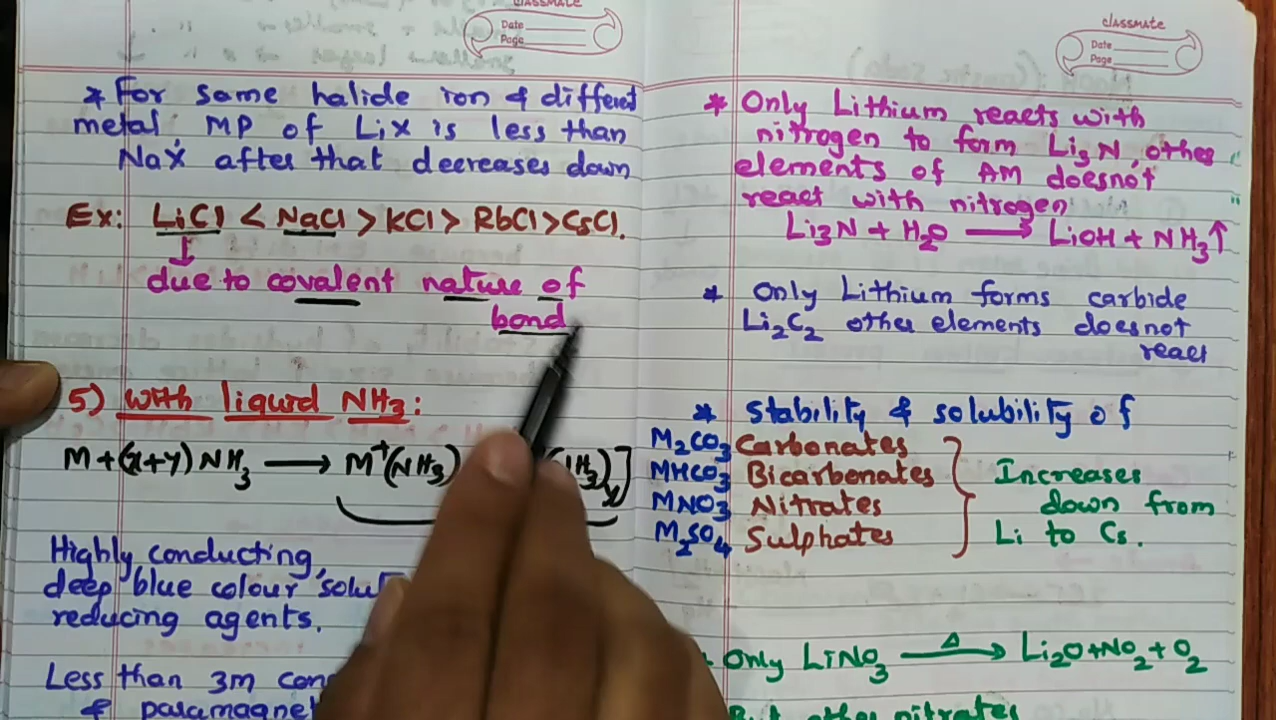 CLASSMATE
Date
Page
* For same halide ion & different
metal MP of LiX is less than
NaX after that decreases down
Ex: LiCl < NaCl > KCl > RbCl > CsCl.
due to covalent nature of
bond
5) with liquid NH3:
M + (x+y) NH3 → M+(NH3)
Highly conducting,
deep blue colour
reducing agents.
Less than 3m
&
classmate
Date
Page
* Only Lithium reacts with
nitrogen to form Li3N, other
elements of AM doesnot
react with nitrogen
Li3N + H2O → LiOH + NH3↑
* Only Lithium forms carbide
Li2C2 other elements doesnot
react
* Stability & solubility of
M2CO3 Carbonates
MHCO3 Bicarbonates
MNO3 Nitrates
M2SO4 Sulphates
Increases
down from
Li to Cs.
Only LiNO3 →Δ Li2O+NO2+O2
But other nitrates